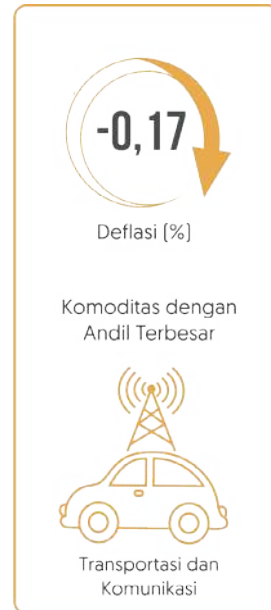 -0,17
Deflasi (%)
Komoditas dengan
Andil Terbesar
Transportasi dan
Komunikasi